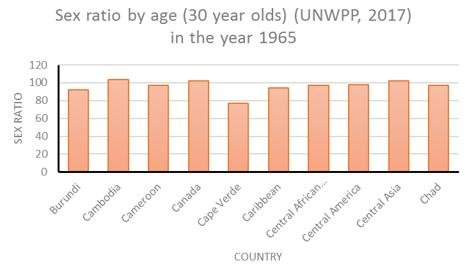 Sex ratio by age (30 year olds) (UNWPP, 2017)
in the year 1965
120
100
80
60
40
20
0
SEX RATIO
Burundi
Cambodia
Cameroon
Canada
Cape Verde
Caribbean
Central African...
Central America
Central Asia
Chad
COUNTRY